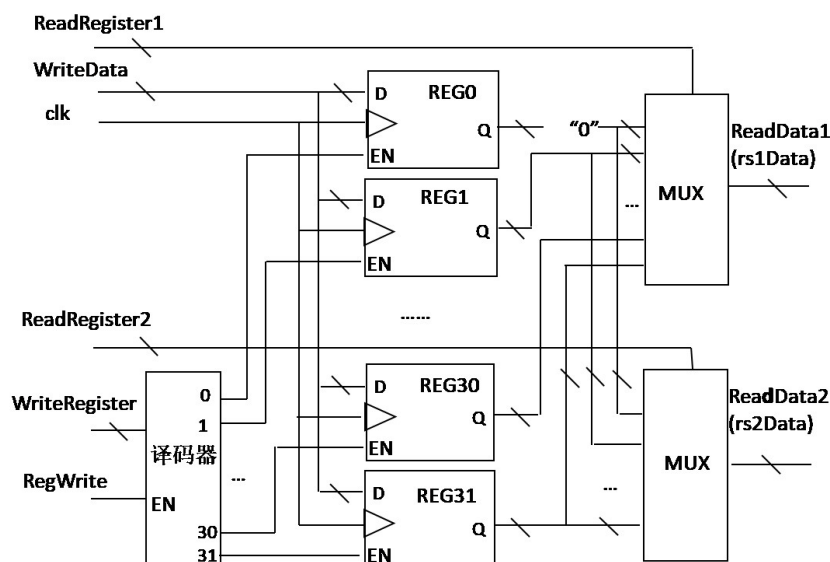 ReadRegister1
WriteData
clk
D
REG0
Q
EN
"0"
ReadData1
(rs1Data)
MUX
...
D
REG1
Q
EN
......
ReadRegister2
WriteRegister
RegWrite
译码器
EN
0
1
...
30
31
D
REG30
Q
EN
D
REG31
Q
EN
ReadData2
(rs2Data)
MUX
...